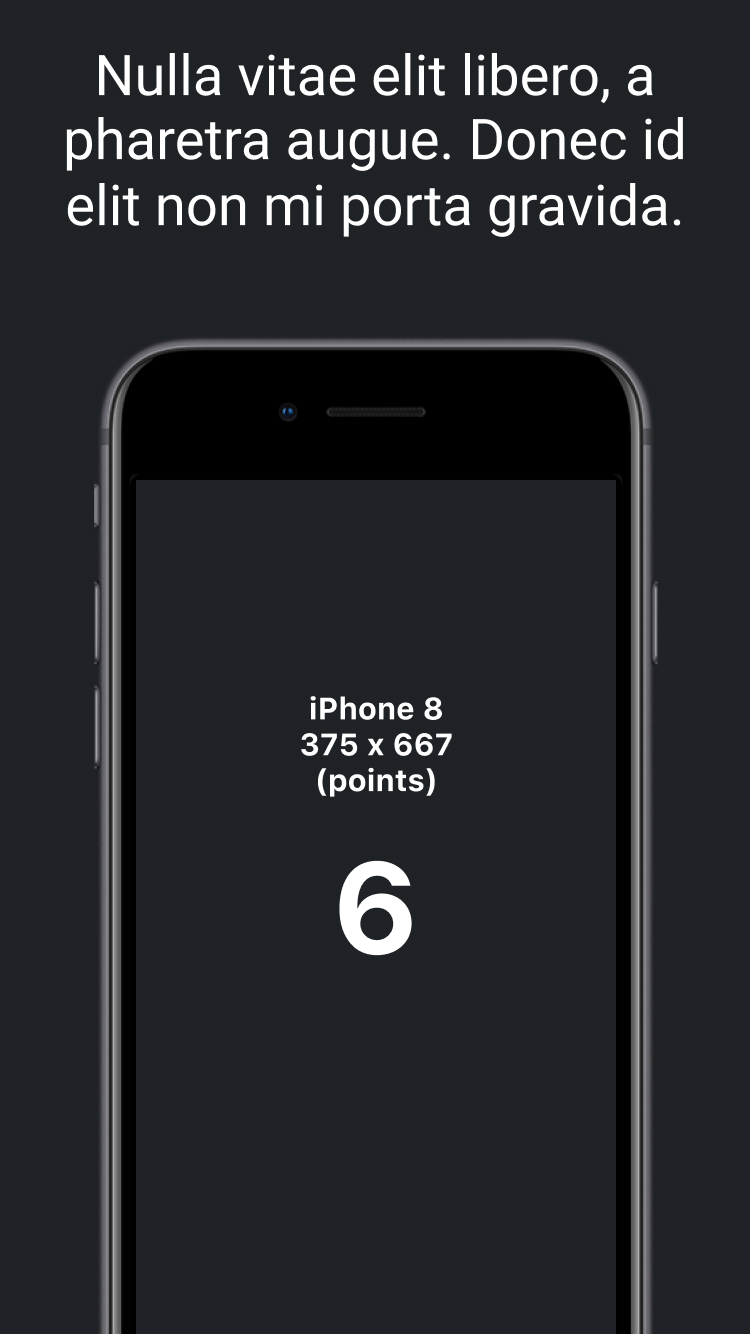 Nulla vitae elit libero, a
pharetra augue. Donec id
elit non mi porta gravida.
iPhone 8
375 x 667
(points)
6